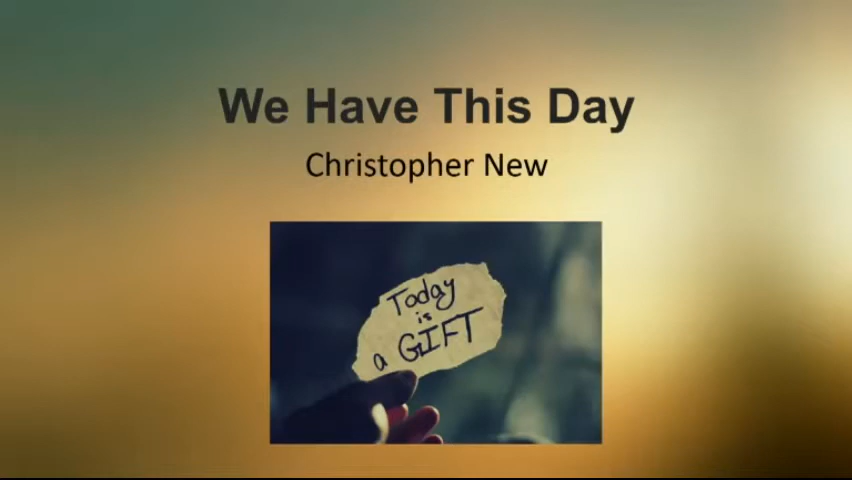 We Have This Day
Christopher New
Today
is
a GIFT